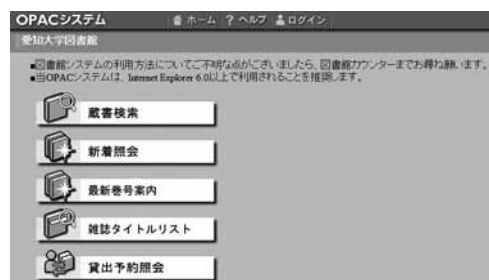 OPACシステム ホーム ? ヘルプ ログイン
愛知大学図書館
■図書館システムの利用方法についてご不明な点がございましたら、図書館カウンターまでお尋ね願います。
■当OPACシステムは、Internet Explorer 6.0以上で利用されることを推奨します。
蔵書検索
新着照会
最新巻号案内
雑誌タイトルリスト
貸出予約照会